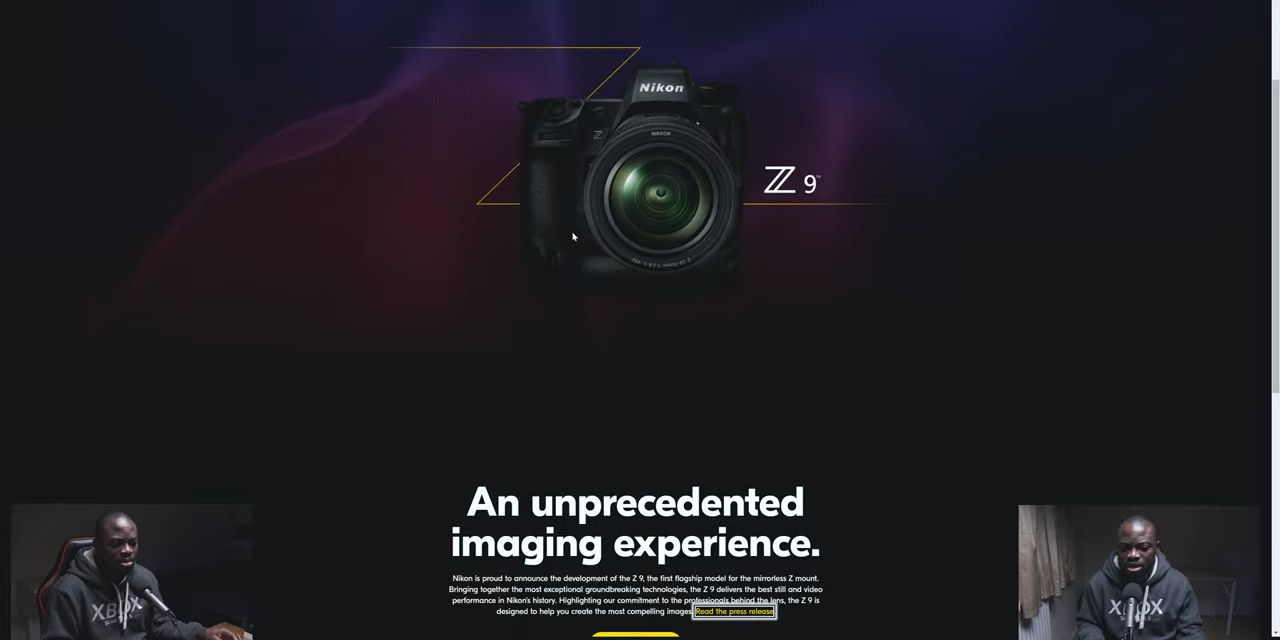 Nikon
Z
NIKKOR
Z 9
An unprecedented
imaging experience.
Nikon is proud to announce the development of the Z 9, the first flagship model for the mirrorless Z mount.
Bringing together the most exceptional groundbreaking technologies, the Z 9 delivers the best still and video
performance in Nikon's history. Highlighting our commitment to the professionals behind the lens, the Z 9 is
designed to help you create the most compelling images. Read the press release
XBOX
XBOX